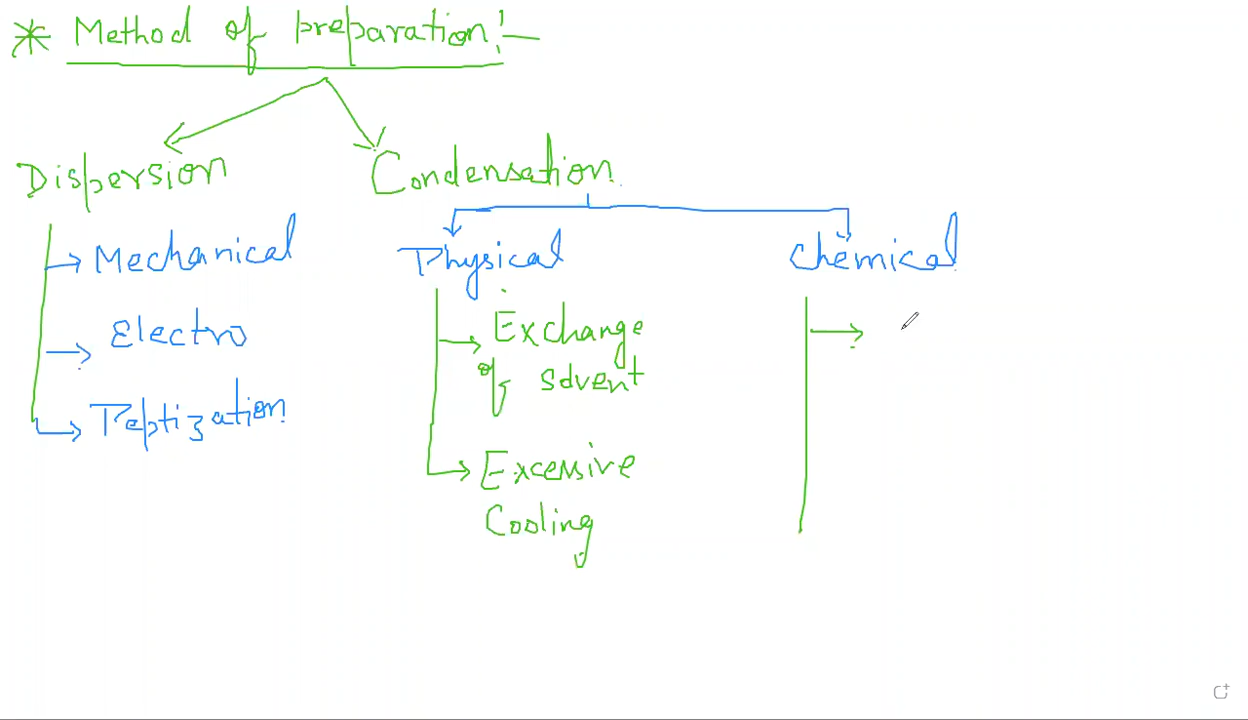 * Method of preparation:-
Dispersion
Condensation
Mechanical
Electro
Peptization
Physical
Exchange
of solvent
Excessive
Cooling
Chemical